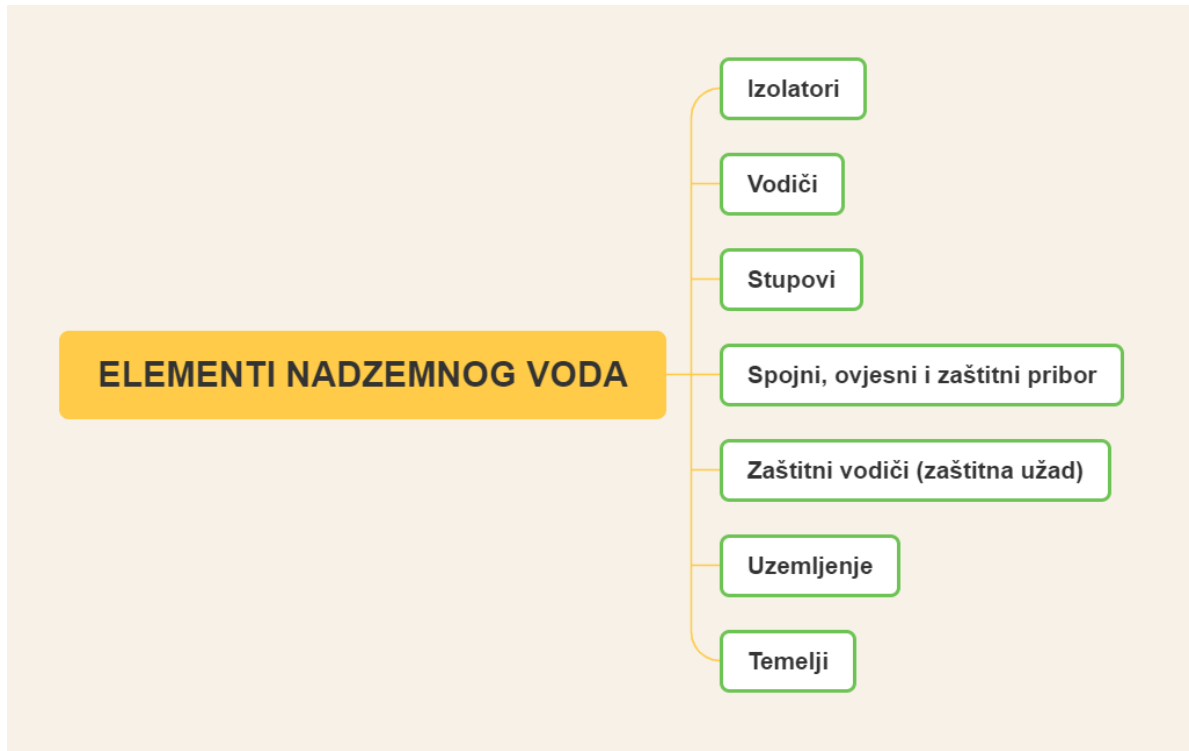 ELEMENTI NADZEMNOG VODA
Izolatori
Vodiči
Stupovi
Spojni, ovjesni i zaštitni pribor
Zaštitni vodiči (zaštitna užad)
Uzemljenje
Temelji